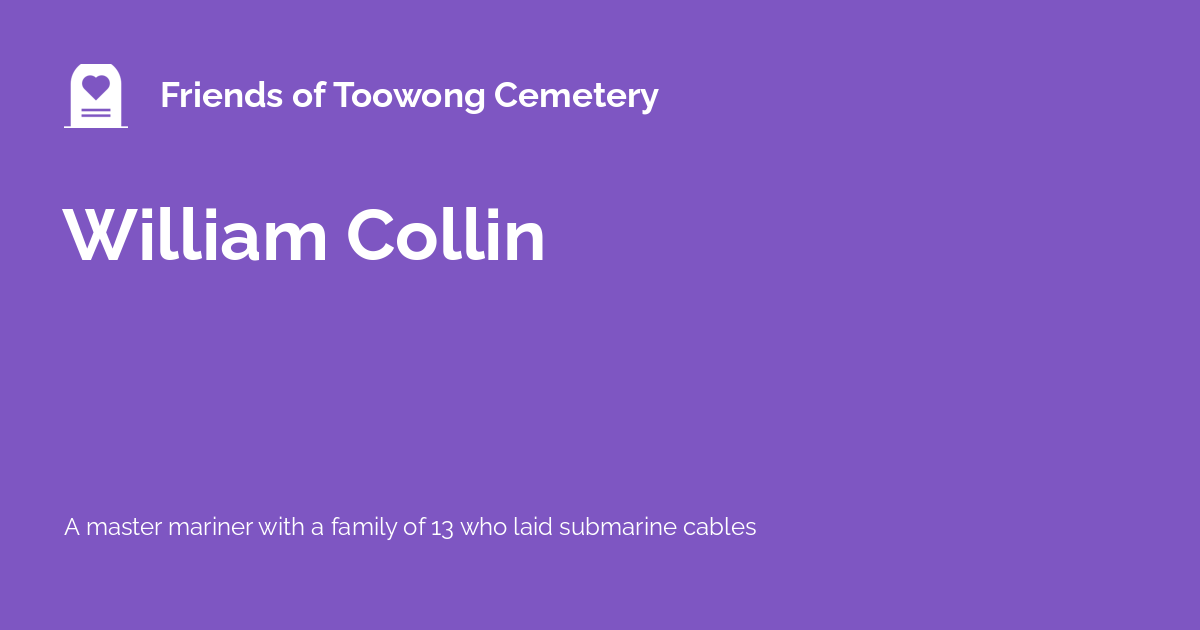 Friends of Toowong Cemetery
William Collin
A master mariner with a family of 13 who laid submarine cables